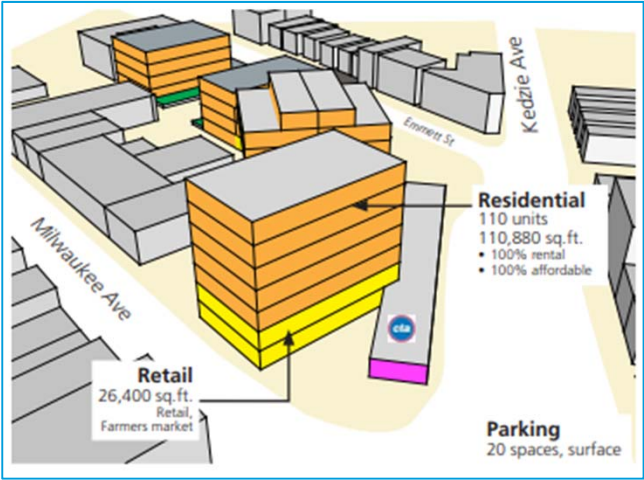 Emmett St
Kedzie Ave
Milwaukee Ave
Residential
110 units
110,880 sq.ft.
• 100% rental
• 100% affordable
cta
Retail
26,400 sq.ft.
Retail,
Farmers market
Parking
20 spaces, surface